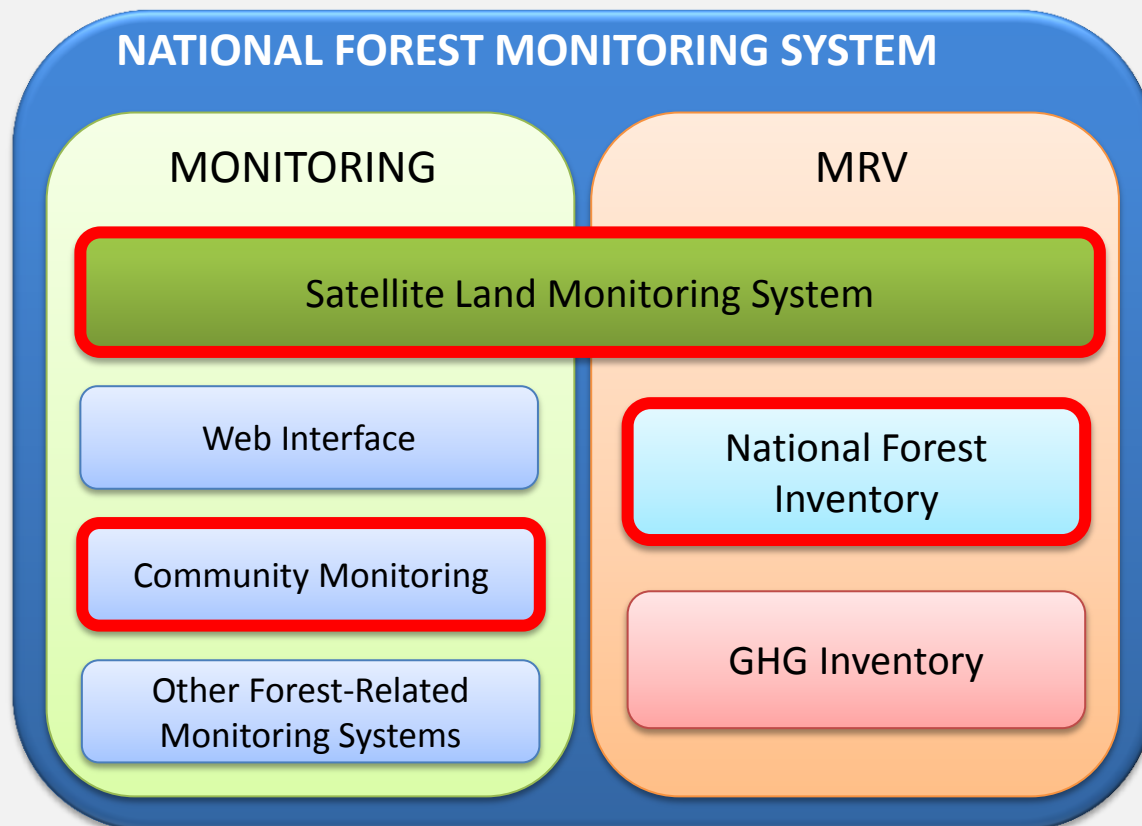 NATIONAL FOREST MONITORING SYSTEM
MONITORING
MRV
Satellite Land Monitoring System
Web Interface
National Forest
Inventory
Community Monitoring
GHG Inventory
Other Forest-Related
Monitoring Systems